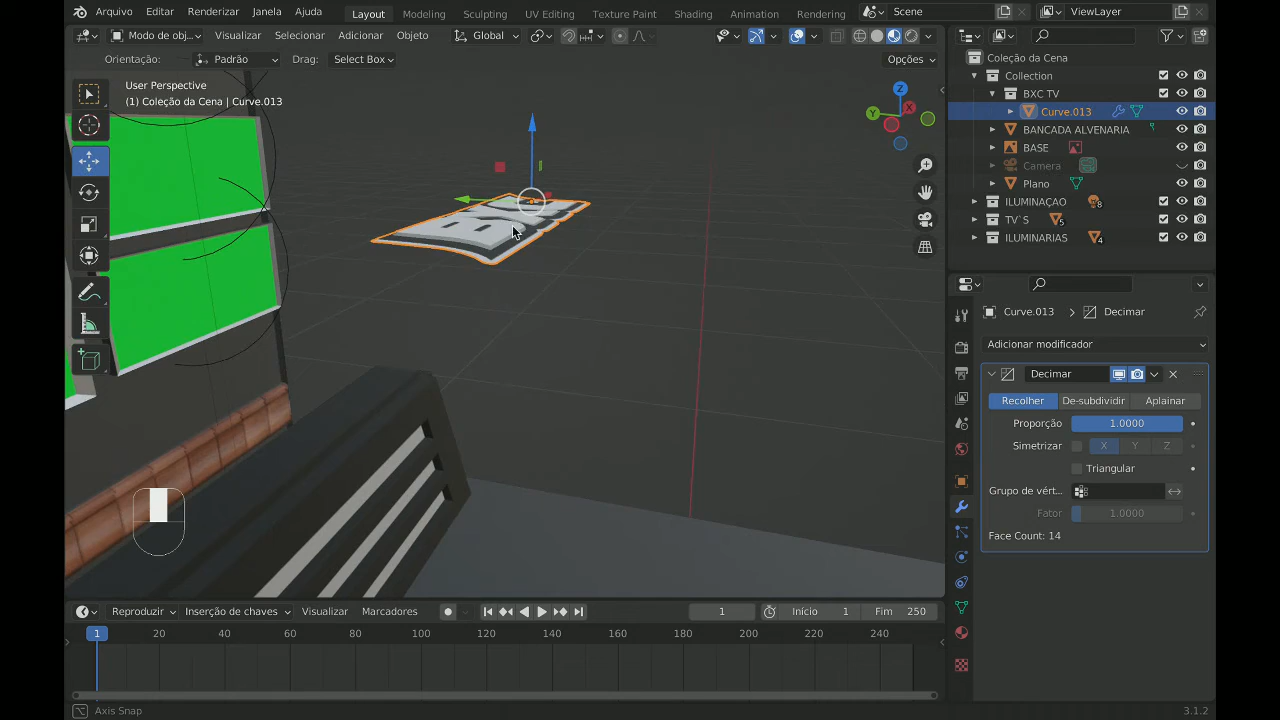 Arquivo Editar Renderizar Janela Ajuda Layout Modeling Sculpting UV Editing Texture Paint Shading Animation Rendering Scene ViewLayer
Modo de obj... Visualizar Selecionar Adicionar Objeto Global
Orientação: Padrão Drag: Select Box Opções
User Perspective
(1) Coleção da Cena | Curve.013
Z
X
Y
Coleção da Cena
Collection
BXC TV
Curve.013
BANCADA ALVENARIA
BASE
Camera
Plano
ILUMINAÇAO 8
TV`S 5
ILUMINARIAS 4
Curve.013 > Decimar
Adicionar modificador
Decimar
Recolher De-subdividir Aplainar
Proporção 1.0000
Simetrizar X Y Z
Triangular
Grupo de vért...
Fator 1.0000
Face Count: 14
Reproduzir Inserção de chaves Visualizar Marcadores 1 Início 1 Fim 250
1 20 40 60 80 100 120 140 160 180 200 220 240
Axis Snap 3.1.2